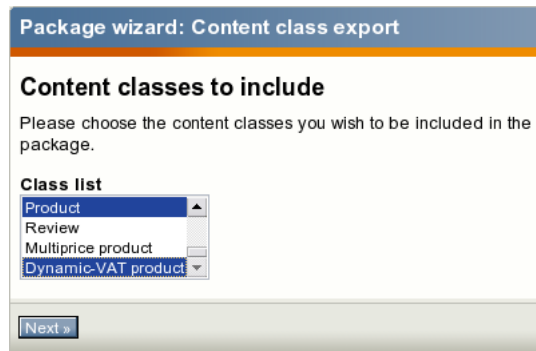 Package wizard: Content class export
Content classes to include
Please choose the content classes you wish to be included in the
package.
Class list
Product
Review
Multiprice product
Dynamic-VAT product
Next »